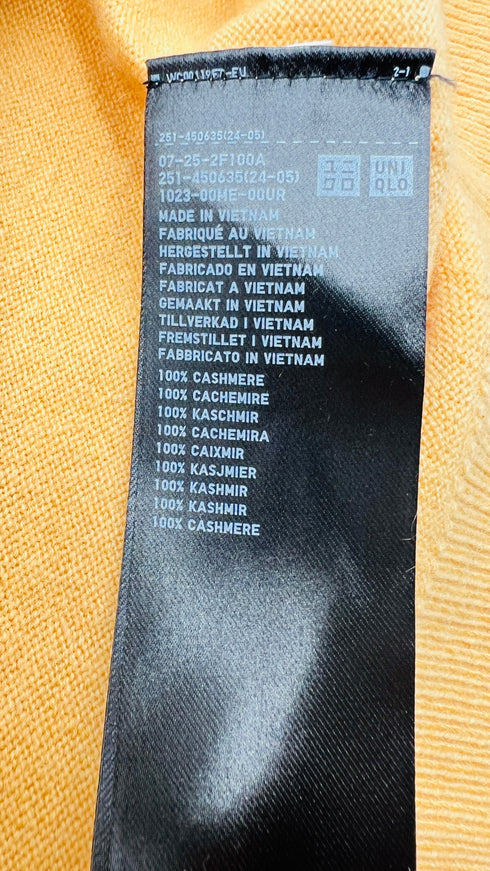 2-1
251-450635(24-05)
07-25-2F100A
251-450635(24-05)
1023-00ME-00UR
UNI
QLO
MADE IN VIETNAM
FABRIQUÉ AU VIETNAM
HERGESTELLT IN VIETNAM
FABRICADO EN VIETNAM
FABRICAT A VIETNAM
GEMAAKT IN VIETNAM
TILLVERKAD I VIETNAM
FREMSTILLET I VIETNAM
FABBRICATO IN VIETNAM
100% CASHMERE
100% CACHEMIRE
100% KASCHMIR
100% CACHEMIRA
100% CAIXMIR
100% KASJMIER
100% KASHMIR
100% KASHMIR
100% CASHMERE